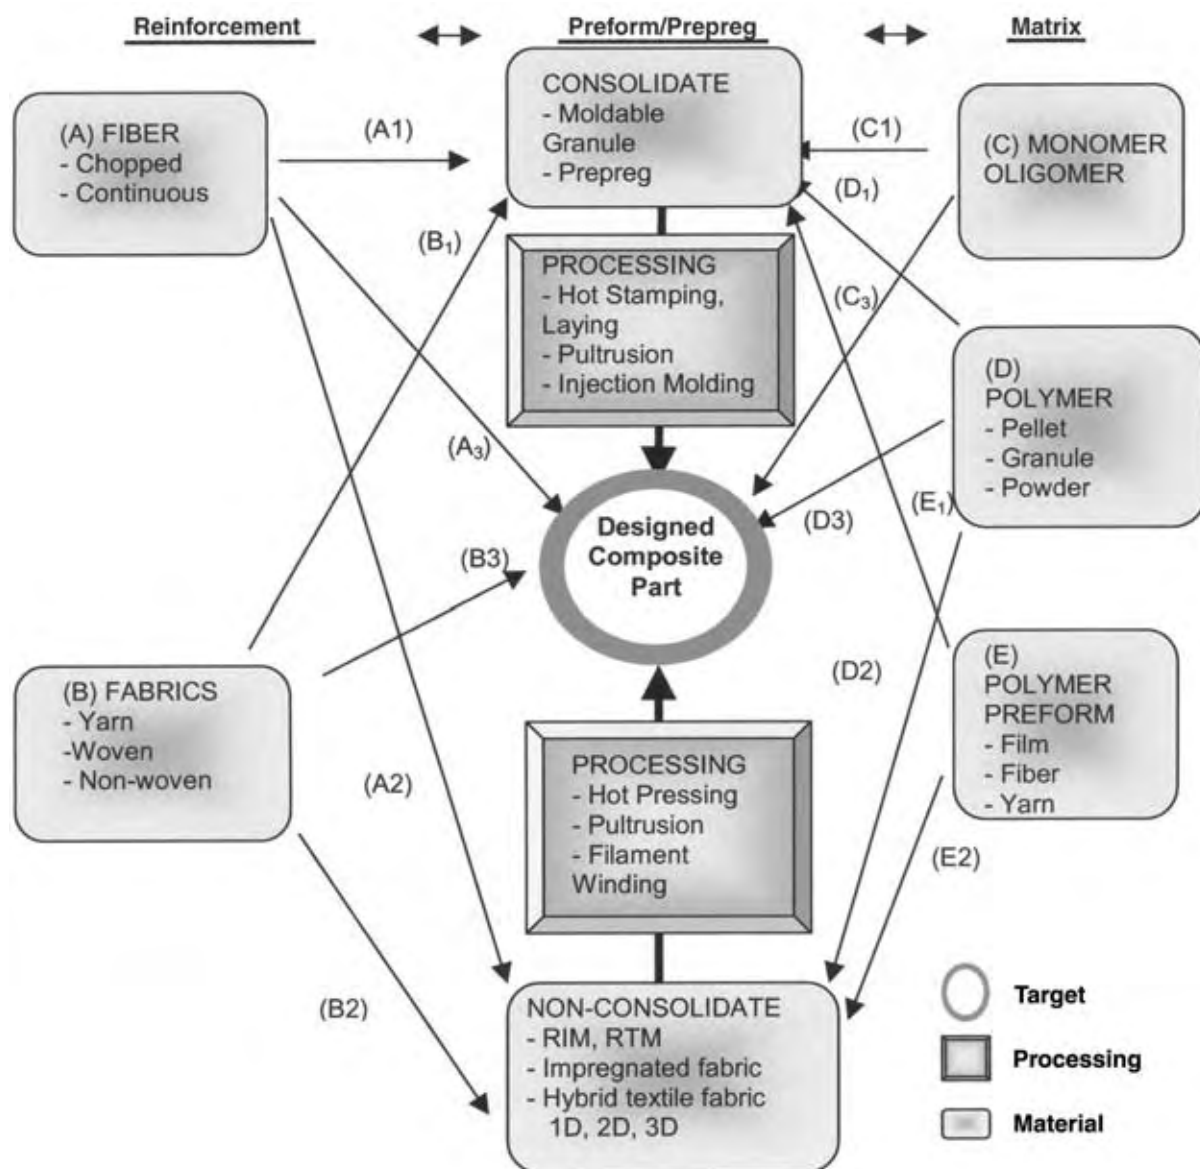 Reinforcement
Preform/Prepreg
Matrix
(A) FIBER
- Chopped
- Continuous
(A1)
CONSOLIDATE
- Moldable
Granule
- Prepreg
(C1)
(C) MONOMER
OLIGOMER
(B₁)
(D₁)
PROCESSING
- Hot Stamping,
Laying
- Pultrusion
- Injection Molding
(C₃)
(D)
POLYMER
- Pellet
- Granule
- Powder
(A₃)
(E₁)
(D3)
Designed
Composite
Part
(B3)
(B) FABRICS
- Yarn
-Woven
- Non-woven
(A2)
(D2)
(E)
POLYMER
PREFORM
- Film
- Fiber
- Yarn
PROCESSING
- Hot Pressing
- Pultrusion
- Filament
Winding
(E2)
(B2)
NON-CONSOLIDATE
- RIM, RTM
- Impregnated fabric
- Hybrid textile fabric
1D, 2D, 3D
Target
Processing
Material